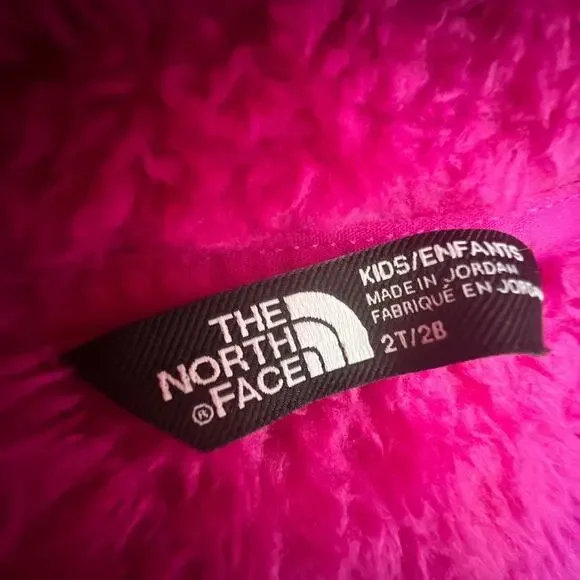 THE
NORTH
®FACE
KIDS/ENFANTS
MADE IN JORDAN
FABRIQUÉ EN JORDAN
2T/2B